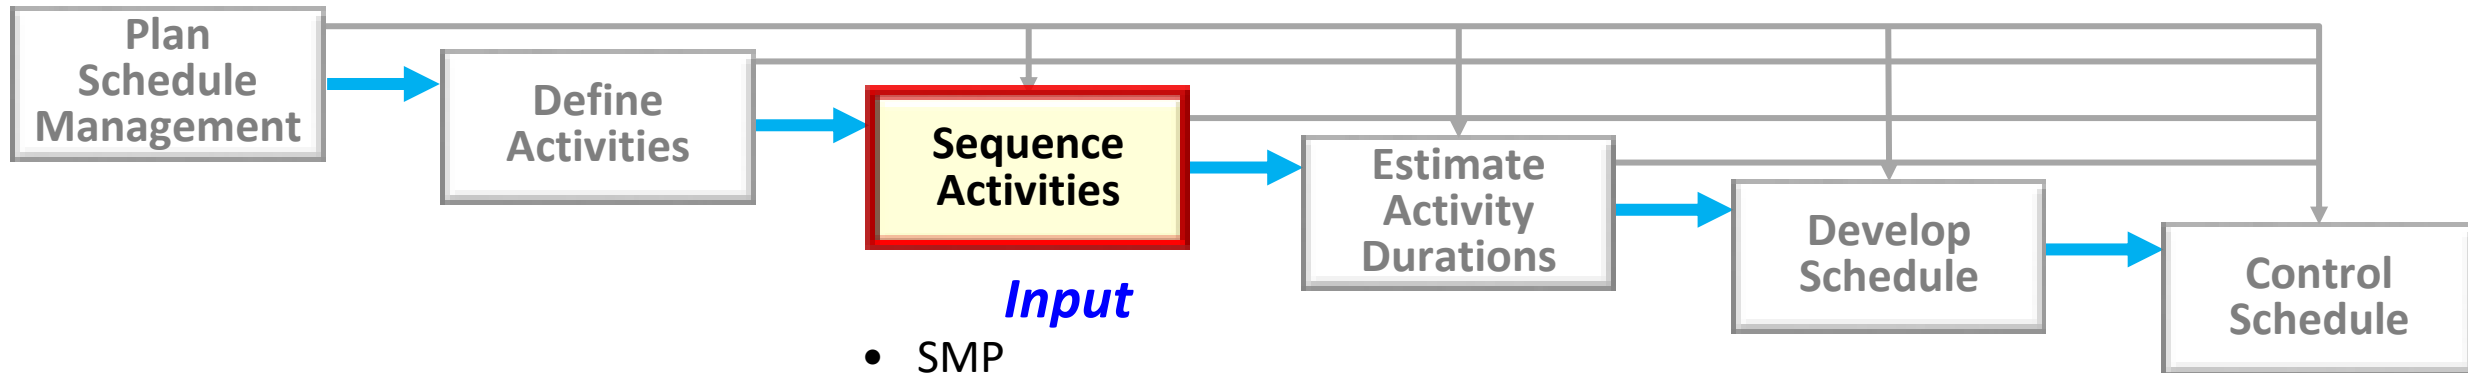 Plan
Schedule
Management
Define
Activities
Sequence
Activities
Estimate
Activity
Durations
Develop
Schedule
Control
Schedule
Input
• SMP